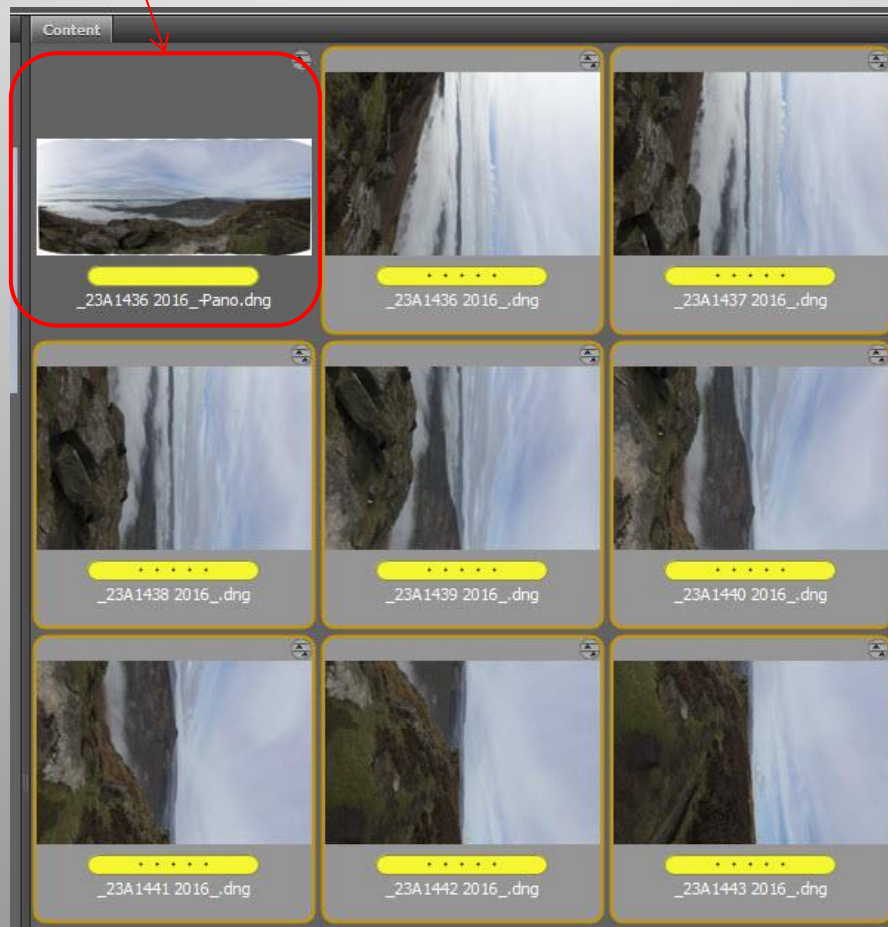 Content
_23A1436 2016_-Pano.dng
_23A1436 2016_.dng
_23A1437 2016_.dng
_23A1438 2016_.dng
_23A1439 2016_.dng
_23A1440 2016_.dng
_23A1441 2016_.dng
_23A1442 2016_.dng
_23A1443 2016_.dng